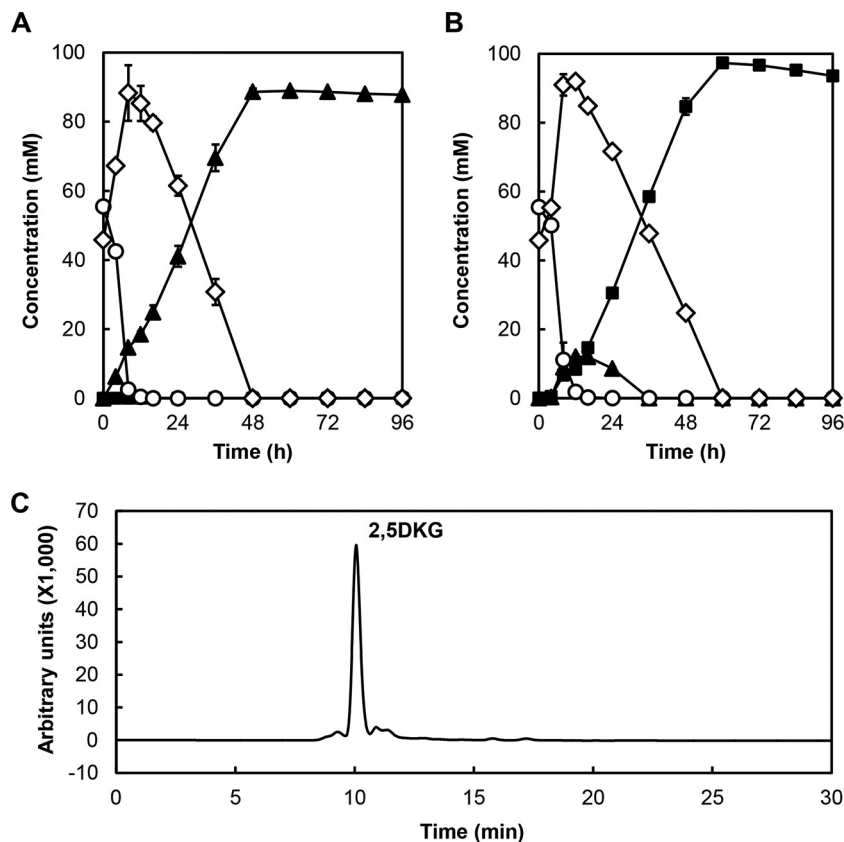 A
B
100
80
60
40
20
0
Concentration (mM)
0 24 48 72 96
Time (h)
100
80
60
40
20
0
Concentration (mM)
0 24 48 72 96
Time (h)
C
70
60
50
40
30
20
10
0
-10
Arbitrary units (X1,000)
2,5DKG
0 5 10 15 20 25 30
Time (min)